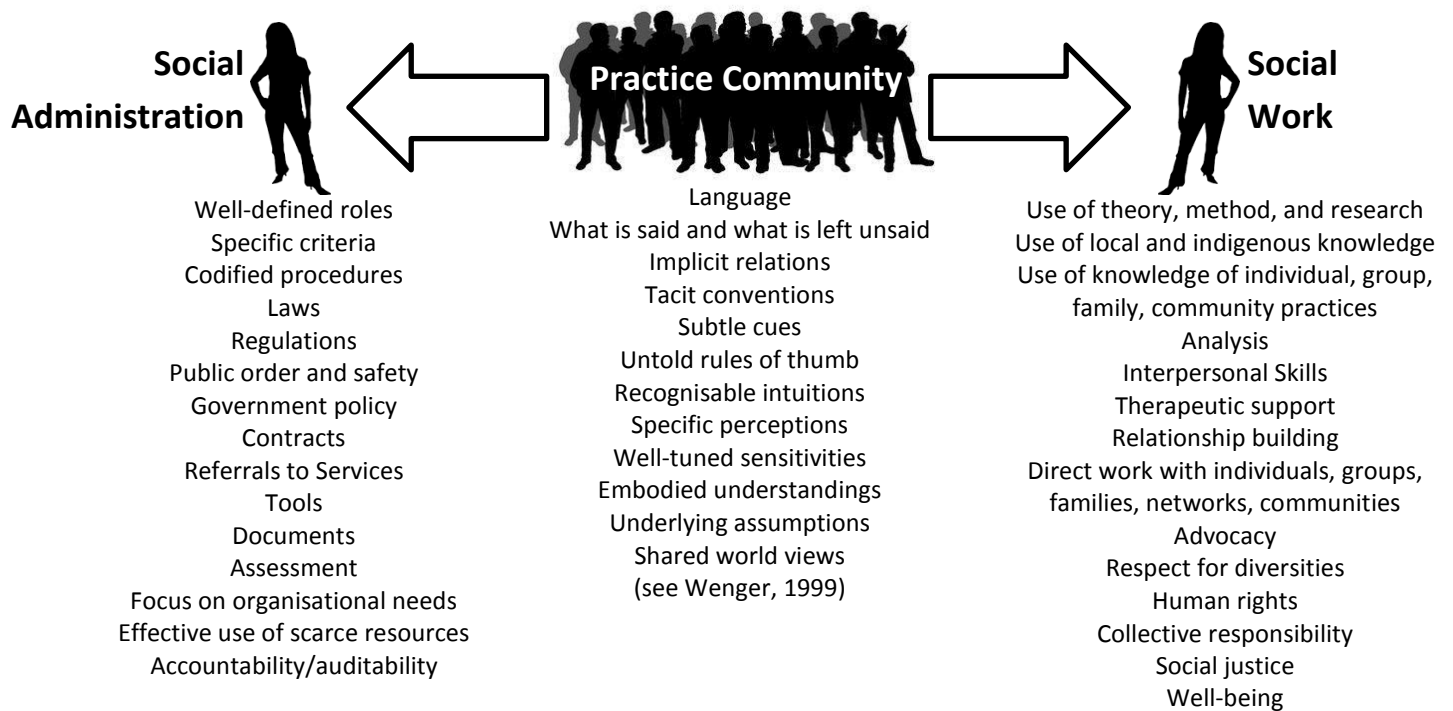 Social
Administration
Well-defined roles
Specific criteria
Codified procedures
Laws
Regulations
Public order and safety
Government policy
Contracts
Referrals to Services
Tools
Documents
Assessment
Focus on organisational needs
Effective use of scarce resources
Accountability/auditability
Practice Community
Language
What is said and what is left unsaid
Implicit relations
Tacit conventions
Subtle cues
Untold rules of thumb
Recognisable intuitions
Specific perceptions
Well-tuned sensitivities
Embodied understandings
Underlying assumptions
Shared world views
(see Wenger, 1999)
Social
Work
Use of theory, method, and research
Use of local and indigenous knowledge
Use of knowledge of individual, group,
family, community practices
Analysis
Interpersonal Skills
Therapeutic support
Relationship building
Direct work with individuals, groups,
families, networks, communities
Advocacy
Respect for diversities
Human rights
Collective responsibility
Social justice
Well-being